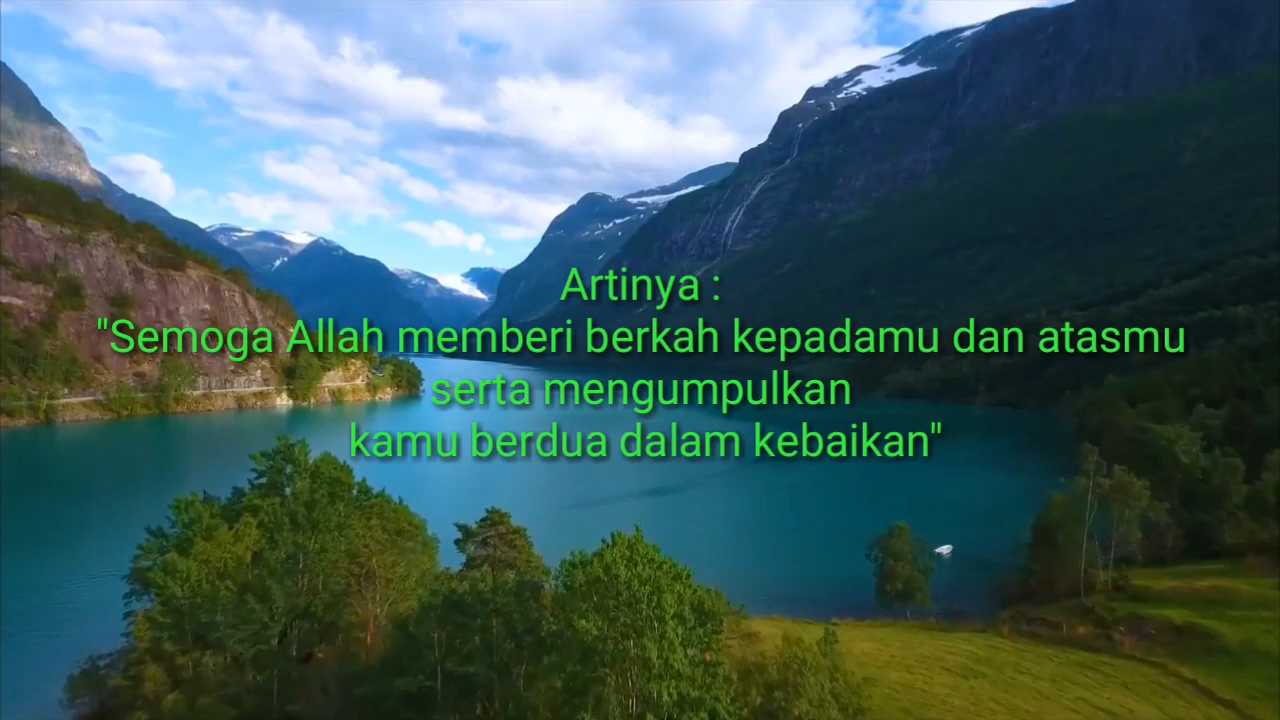 Artinya :
"Semoga Allah memberi berkah kepadamu dan atasmu
serta mengumpulkan
kamu berdua dalam kebaikan"